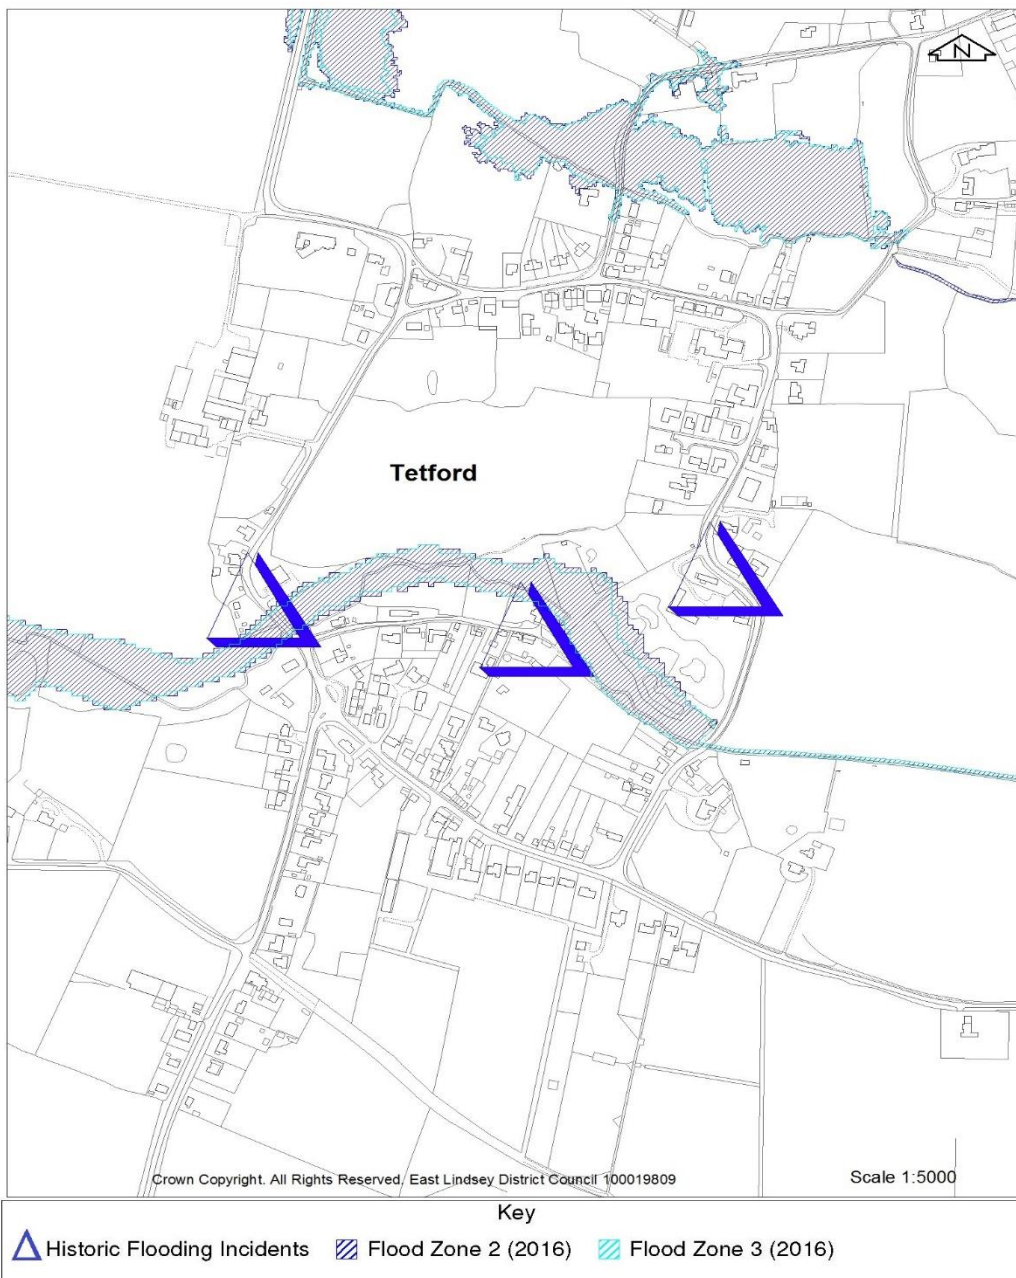 N
Tetford
Crown Copyright. All Rights Reserved. East Lindsey District Council 100019809
Scale 1:5000
Key
Historic Flooding Incidents Flood Zone 2 (2016) Flood Zone 3 (2016)